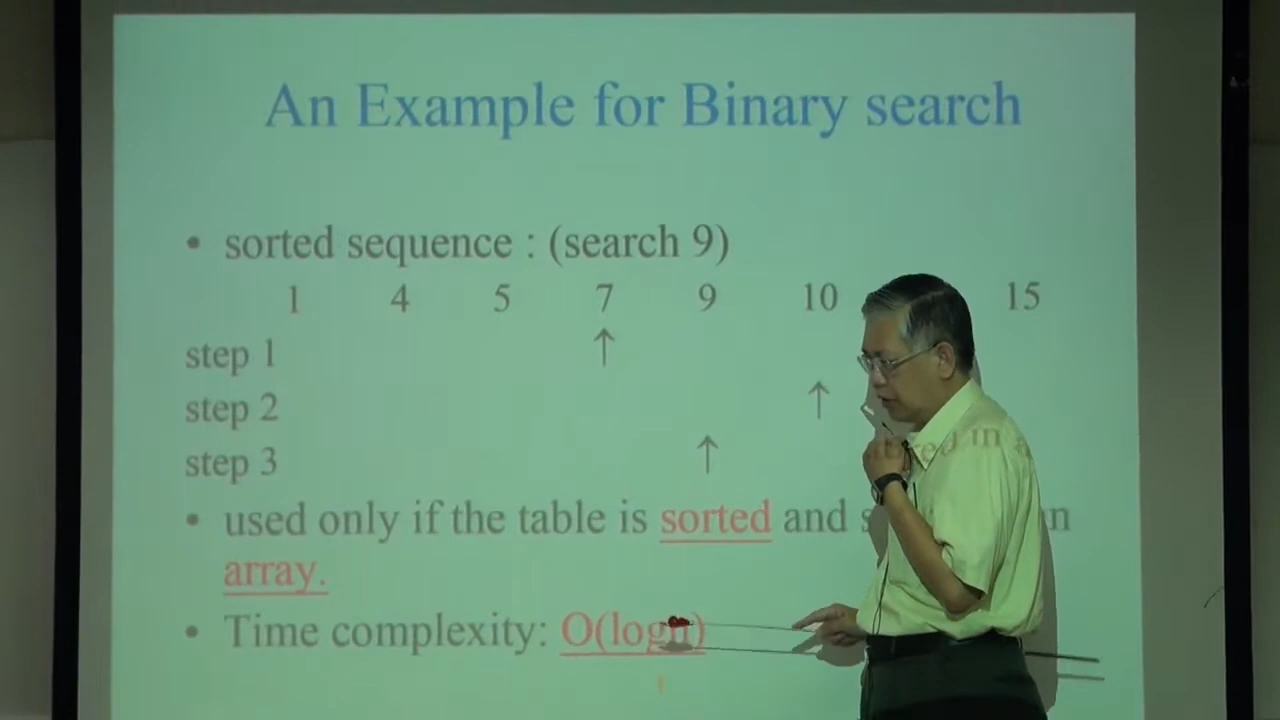 An Example for Binary search
• sorted sequence : (search 9)
1 4 5 7 9 10 15
step 1 ↑
step 2 ↑
step 3 ↑
• used only if the table is sorted and
array.
• Time complexity: O(logn)